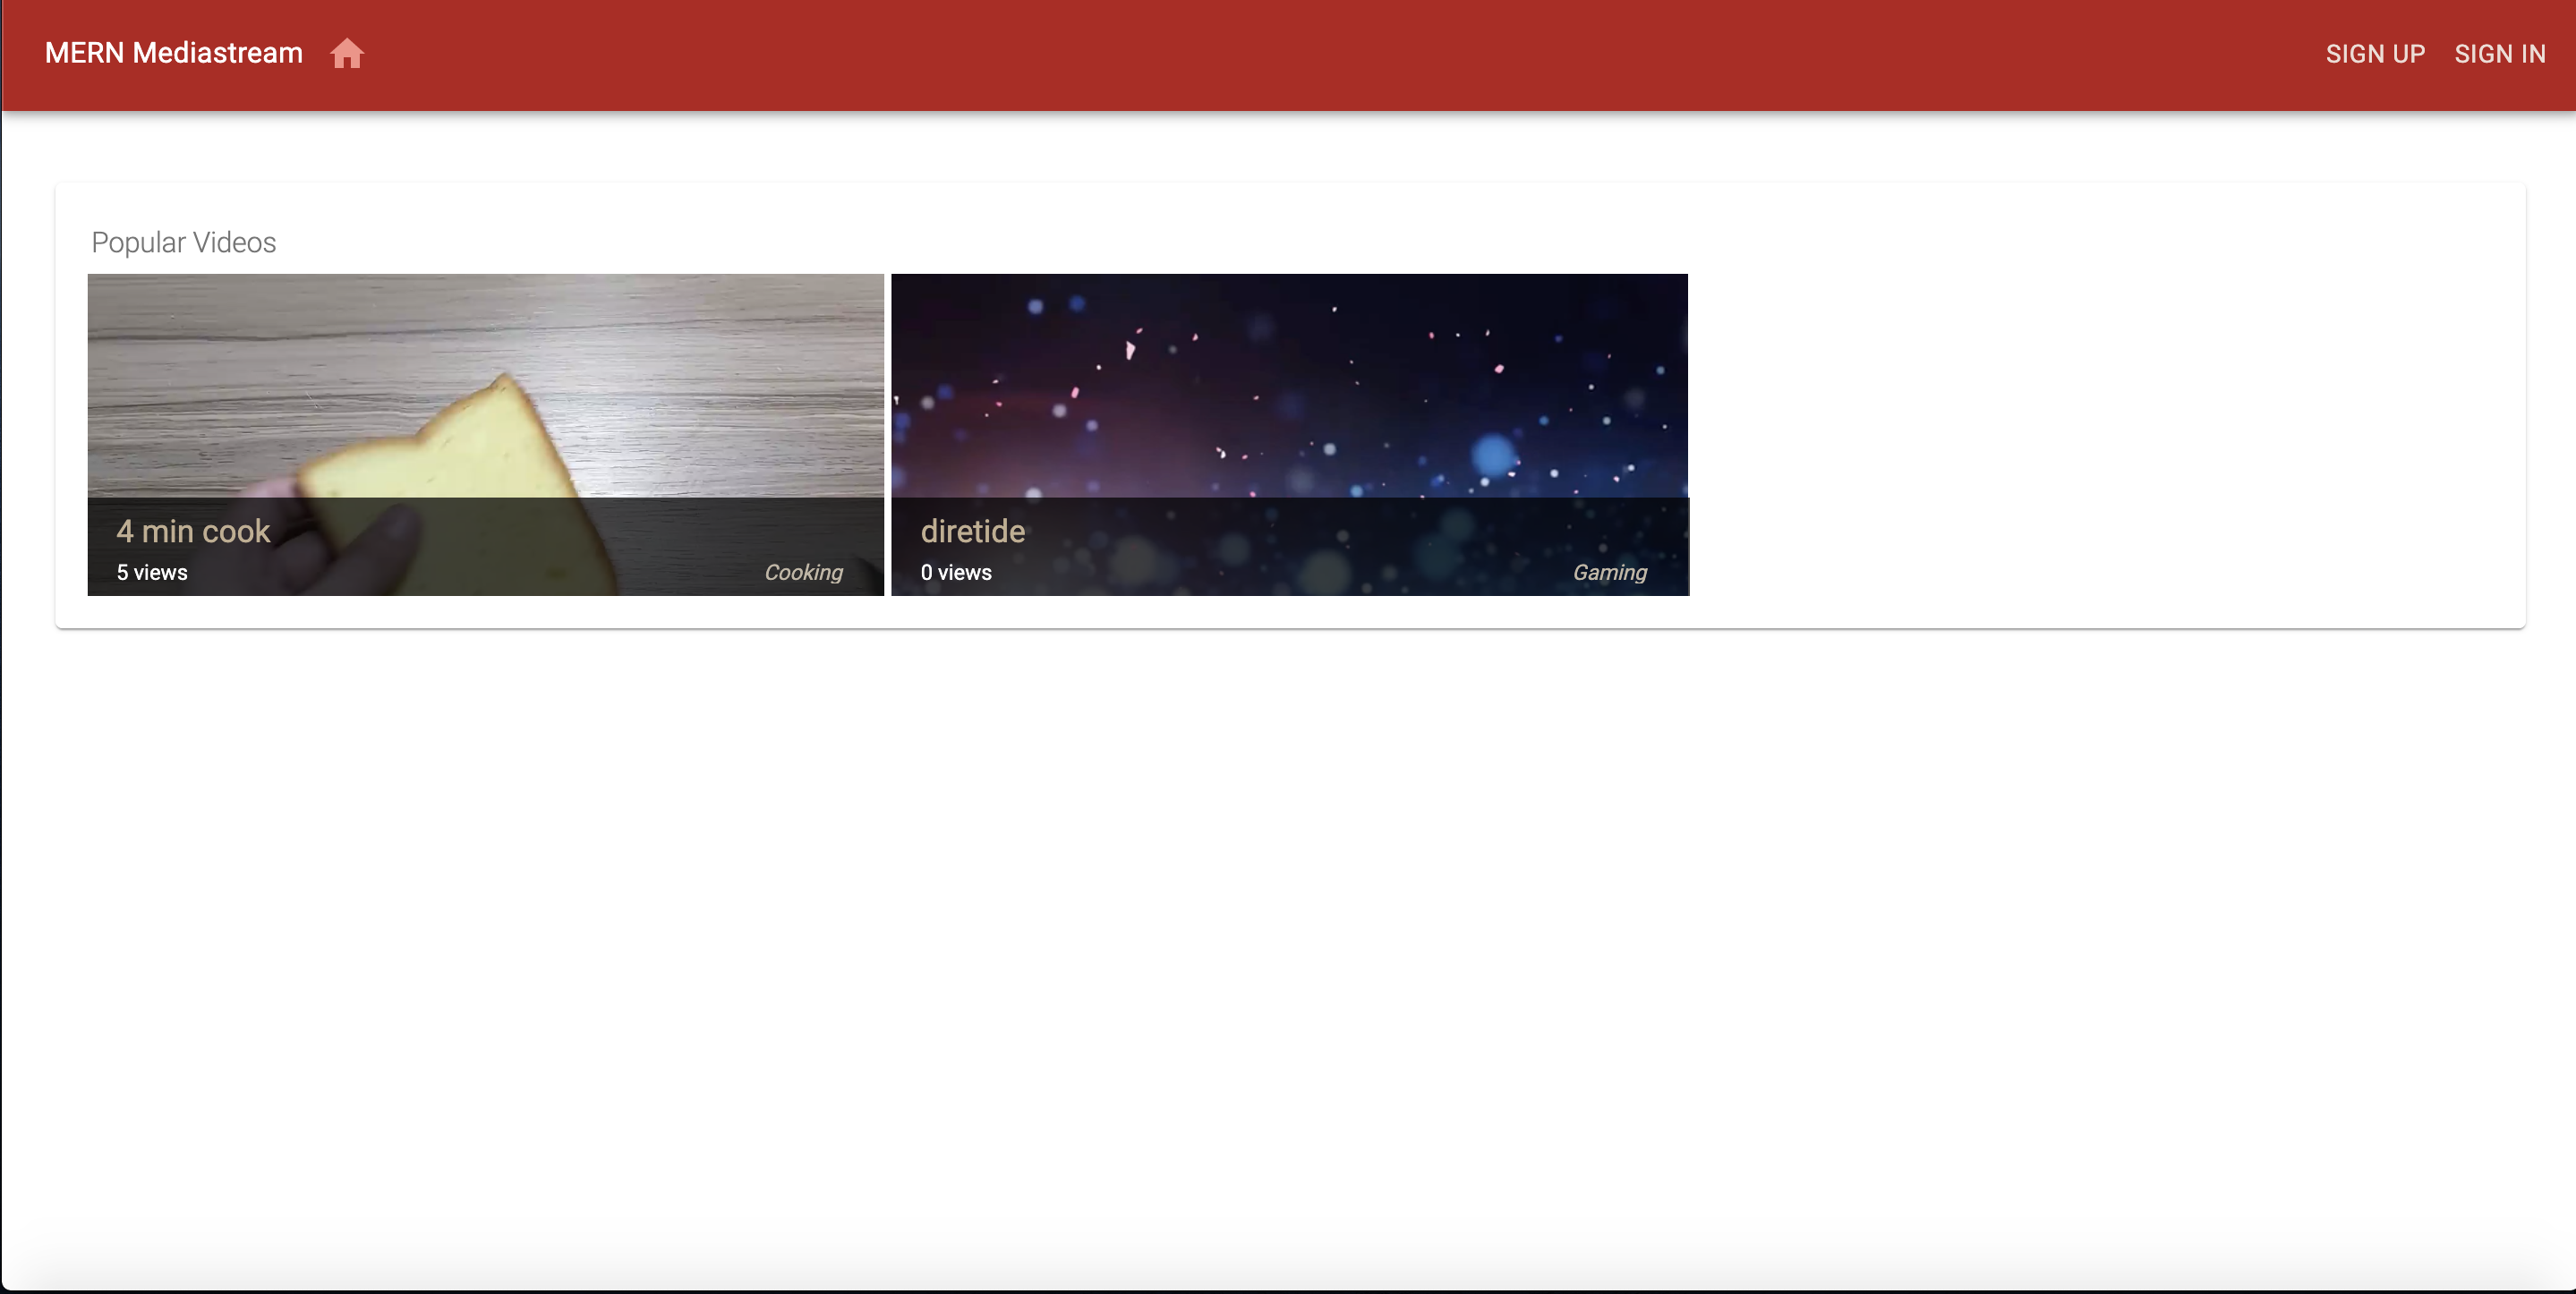 MERN Mediastream
SIGN UP SIGN IN
Popular Videos
4 min cook
5 views
Cooking
diretide
0 views
Gaming